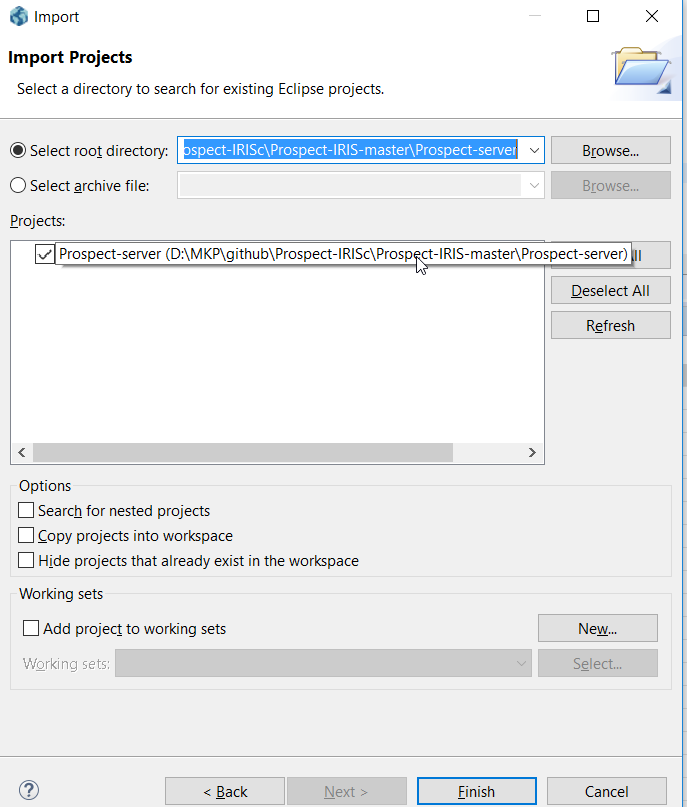 Import
Import Projects
Select a directory to search for existing Eclipse projects.
Select root directory: ospect-IRISc\Prospect-IRIS-master\Prospect-server Browse...
Select archive file: Browse...
Projects:
Prospect-server (D:\MKP\github\Prospect-IRISc\Prospect-IRIS-master\Prospect-server)
Deselect All
Refresh
Options
Search for nested projects
Copy projects into workspace
Hide projects that already exist in the workspace
Working sets
Add project to working sets New...
Working sets: Select...
? < Back Next > Finish Cancel